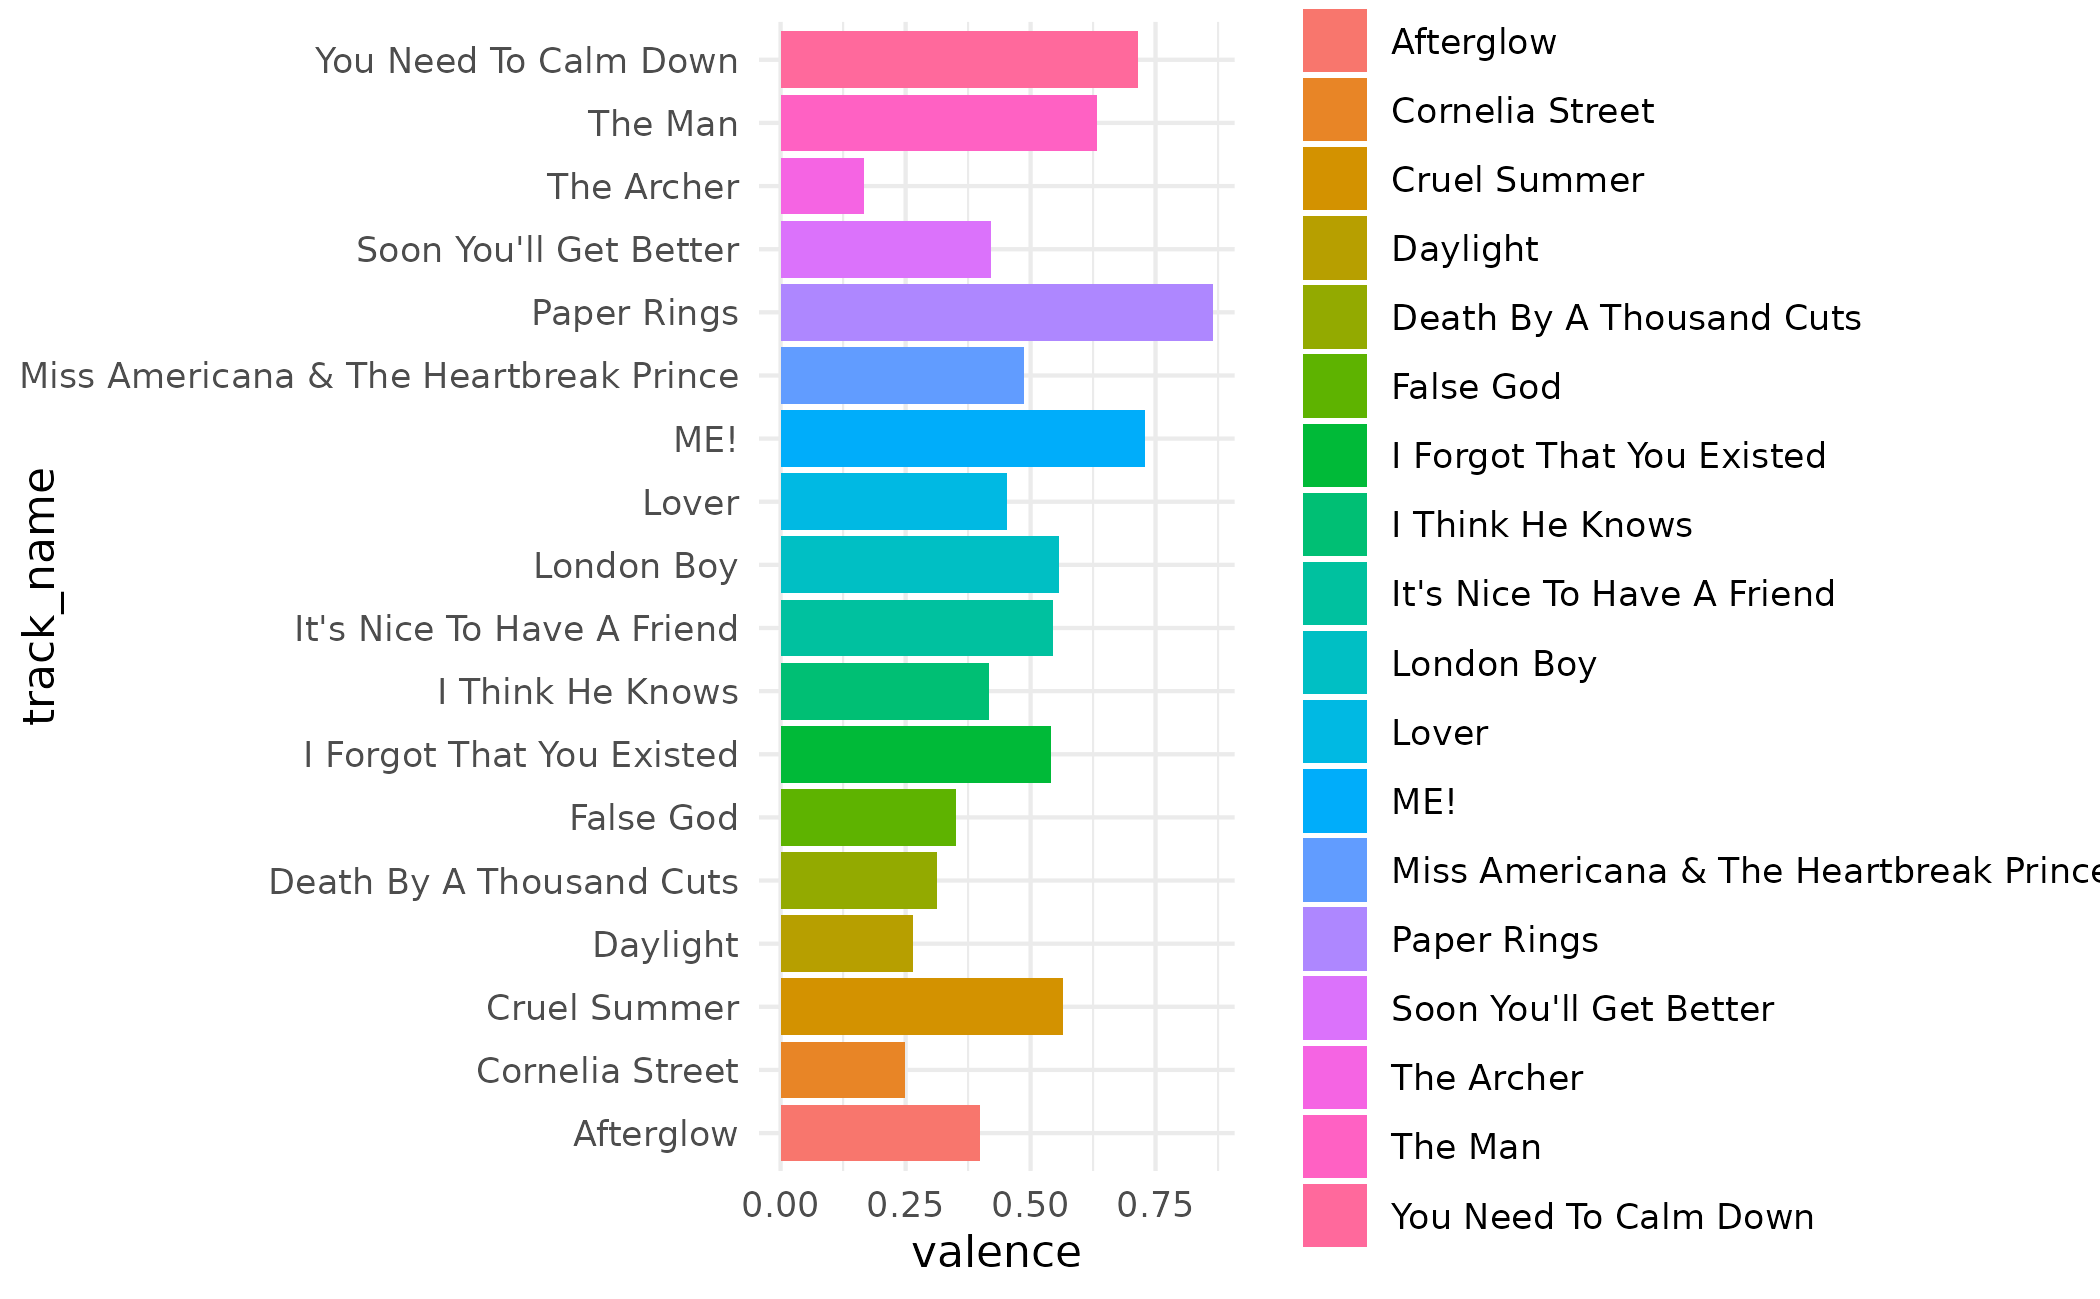 You Need To Calm Down
The Man
The Archer
Soon You'll Get Better
Paper Rings
Miss Americana & The Heartbreak Prince
ME!
Lover
London Boy
It's Nice To Have A Friend
I Think He Knows
I Forgot That You Existed
False God
Death By A Thousand Cuts
Daylight
Cruel Summer
Cornelia Street
Afterglow
track_name
0.00 0.25 0.50 0.75
valence
Afterglow
Cornelia Street
Cruel Summer
Daylight
Death By A Thousand Cuts
False God
I Forgot That You Existed
I Think He Knows
It's Nice To Have A Friend
London Boy
Lover
ME!
Miss Americana & The Heartbreak Prince
Paper Rings
Soon You'll Get Better
The Archer
The Man
You Need To Calm Down